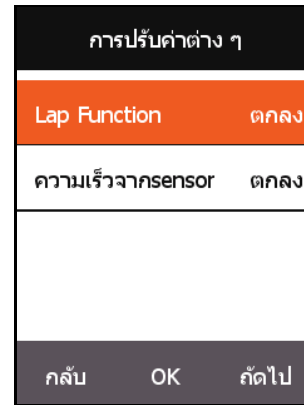 การปรับค่าต่าง ๆ
Lap Function ตกลง
ความเร็วจากsensor ตกลง
กลับ OK ถัดไป